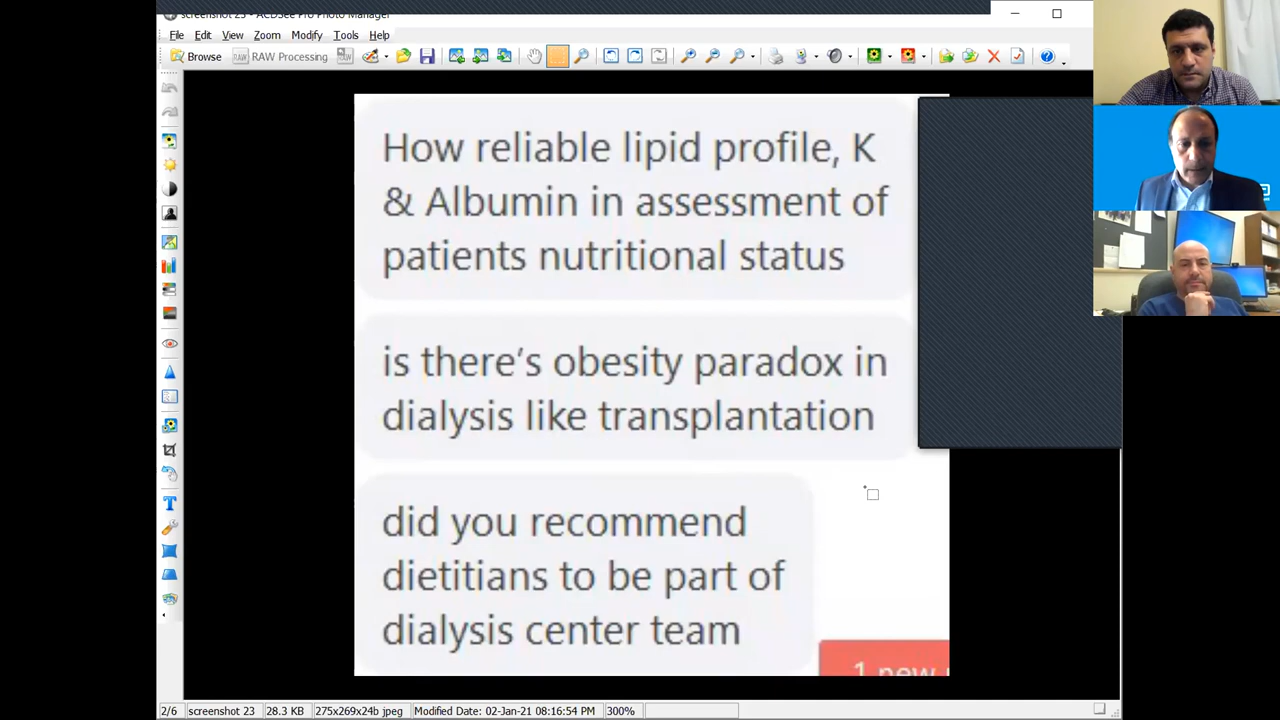 screenshot 23 - ACDSee Pro Photo Manager
File Edit View Zoom Modify Tools Help
Browse RAW Processing
How reliable lipid profile, K
& Albumin in assessment of
patients nutritional status
is there's obesity paradox in
dialysis like transplantation
did you recommend
dietitians to be part of
dialysis center team
1 new
2/6 screenshot 23 28.3 KB 275x269x24b jpeg Modified Date: 02-Jan-21 08:16:54 PM 300%